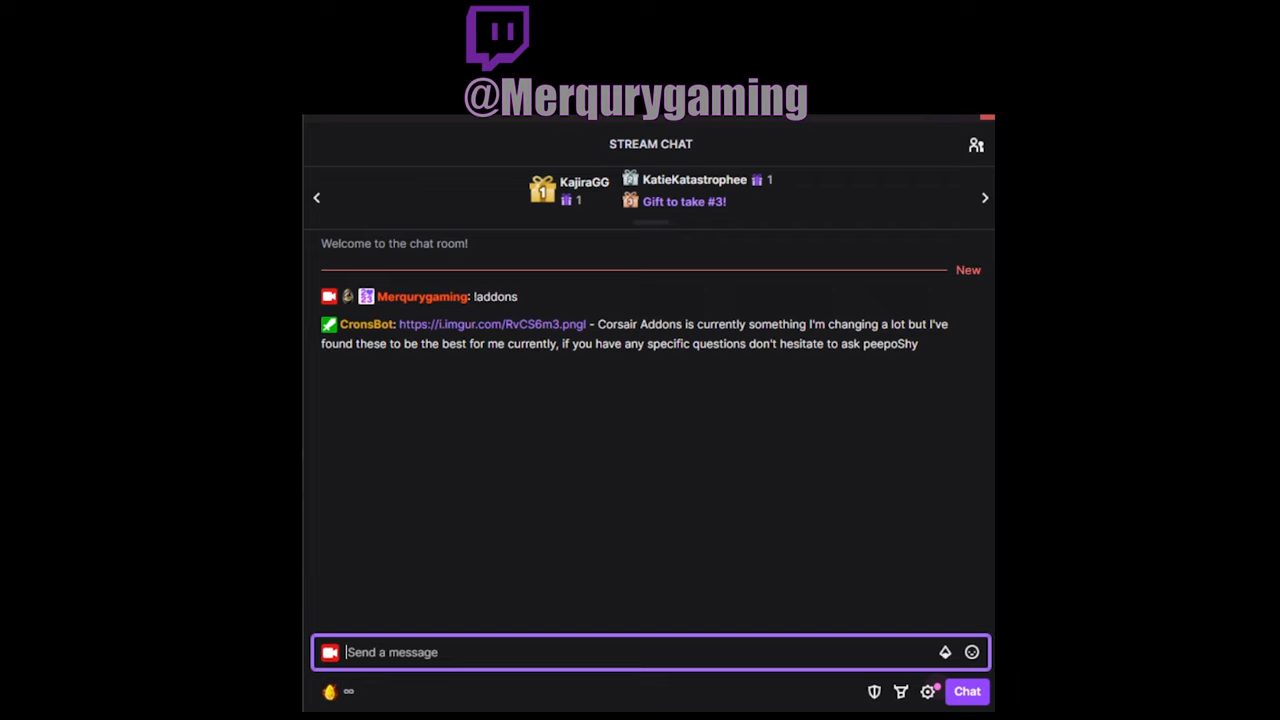 @Merqurygaming
STREAM CHAT
KajiraGG
1
KatieKatastrophee 1
Gift to take #3!
Welcome to the chat room!
New
Merqurygaming: !addons
CronsBot: https://i.imgur.com/RvCS6m3.pngl - Corsair Addons is currently something I'm changing a lot but I've
found these to be the best for me currently, if you have any specific questions don't hesitate to ask peepoShy
Send a message
∞
Chat